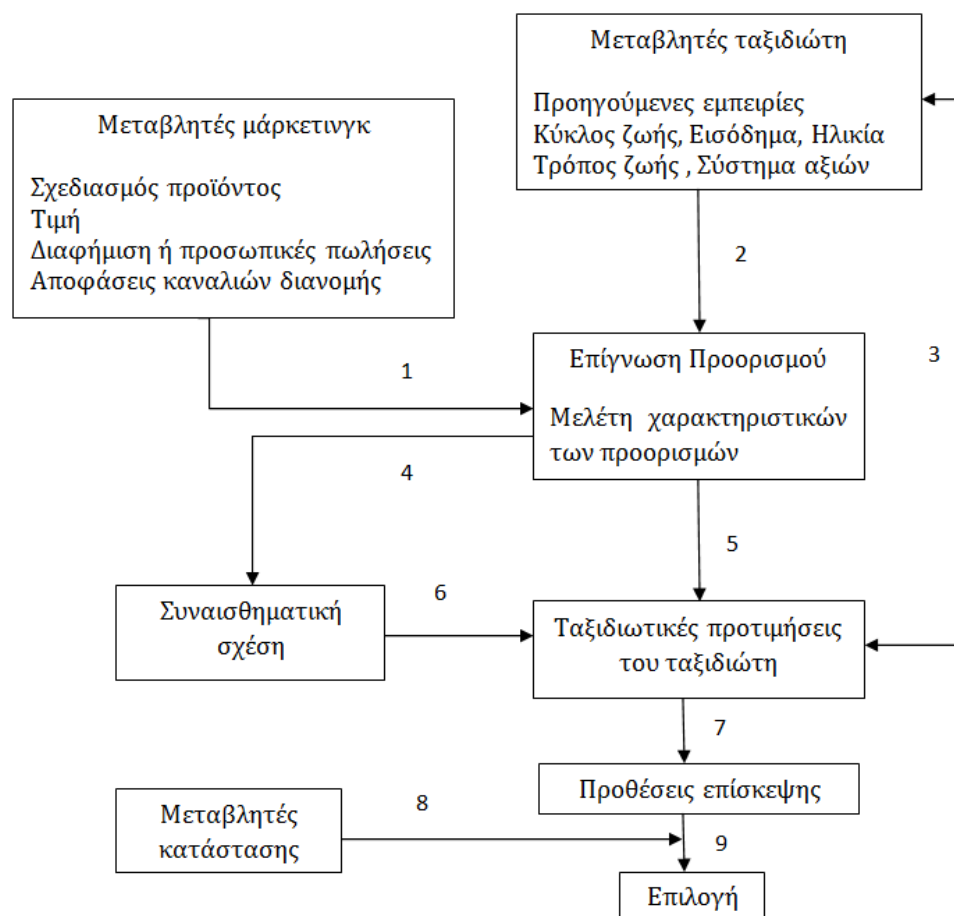 Μεταβλητές ταξιδιώτη
Προηγούμενες εμπειρίες
Κύκλος ζωής, Εισόδημα, Ηλικία
Τρόπος ζωής , Σύστημα αξιών
Μεταβλητές μάρκετινγκ
Σχεδιασμός προϊόντος
Τιμή
Διαφήμιση ή προσωπικές πωλήσεις
Αποφάσεις καναλιών διανομής
2
1
3
Επίγνωση Προορισμού
Μελέτη χαρακτηριστικών
των προορισμών
4
5
Συναισθηματική
σχέση
6
Ταξιδιωτικές προτιμήσεις
του ταξιδιώτη
7
Προθέσεις επίσκεψης
Μεταβλητές
κατάστασης
8
9
Επιλογή